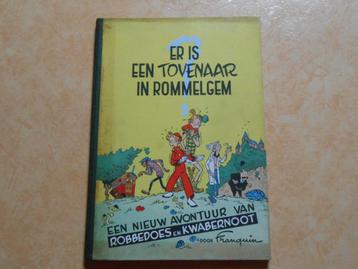 ER IS
EEN TOVENAAR
IN ROMMELGEM
?
EEN NIEUW AVONTUUR VAN
ROBBEDOES EN KWABERNOOT
DOOR Franquin